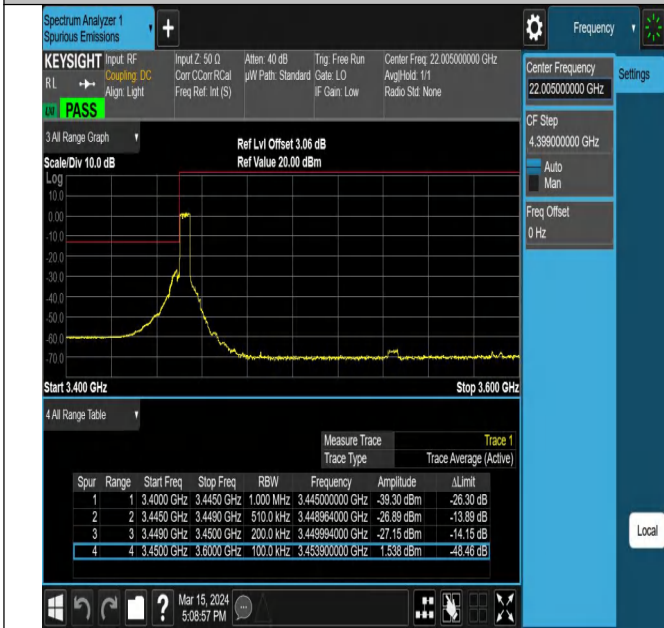 Spectrum Analyzer 1
Spurious Emissions
Frequency
KEYSIGHT
RL
Input: RF
Coupling: DC
Align: Light
Input Z: 50 Ω
Corr CCorr RCal
Freq Ref: Int (S)
Atten: 40 dB
µW Path: Standard
Trig: Free Run
Gate: LO
IF Gain: Low
Center Freq: 22.005000000 GHz
Avg|Hold: 1/1
Radio Std: None
PASS
3 All Range Graph
Scale/Div 10.0 dB
Ref Lvl Offset 3.06 dB
Ref Value 20.00 dBm
Log
10.0
0.00
-10.0
-20.0
-30.0
-40.0
-50.0
-60.0
-70.0
Start 3.400 GHz Stop 3.600 GHz
4 All Range Table
Measure Trace Trace 1
Trace Type Trace Average (Active)
Spur Range Start Freq Stop Freq RBW Frequency Amplitude ΔLimit
1 1 3.4000 GHz 3.4450 GHz 1.000 MHz 3.445000000 GHz -39.30 dBm -26.30 dB
2 2 3.4450 GHz 3.4490 GHz 510.0 kHz 3.448964000 GHz -26.89 dBm -13.89 dB
3 3 3.4490 GHz 3.4500 GHz 200.0 kHz 3.449994000 GHz -27.15 dBm -14.15 dB
4 4 3.4500 GHz 3.6000 GHz 100.0 kHz 3.453900000 GHz 1.538 dBm -48.46 dB
Center Frequency
22.005000000 GHz
Settings
CF Step
4.399000000 GHz
Auto
Man
Freq Offset
0 Hz
Local
?
Mar 15, 2024
5:08:57 PM